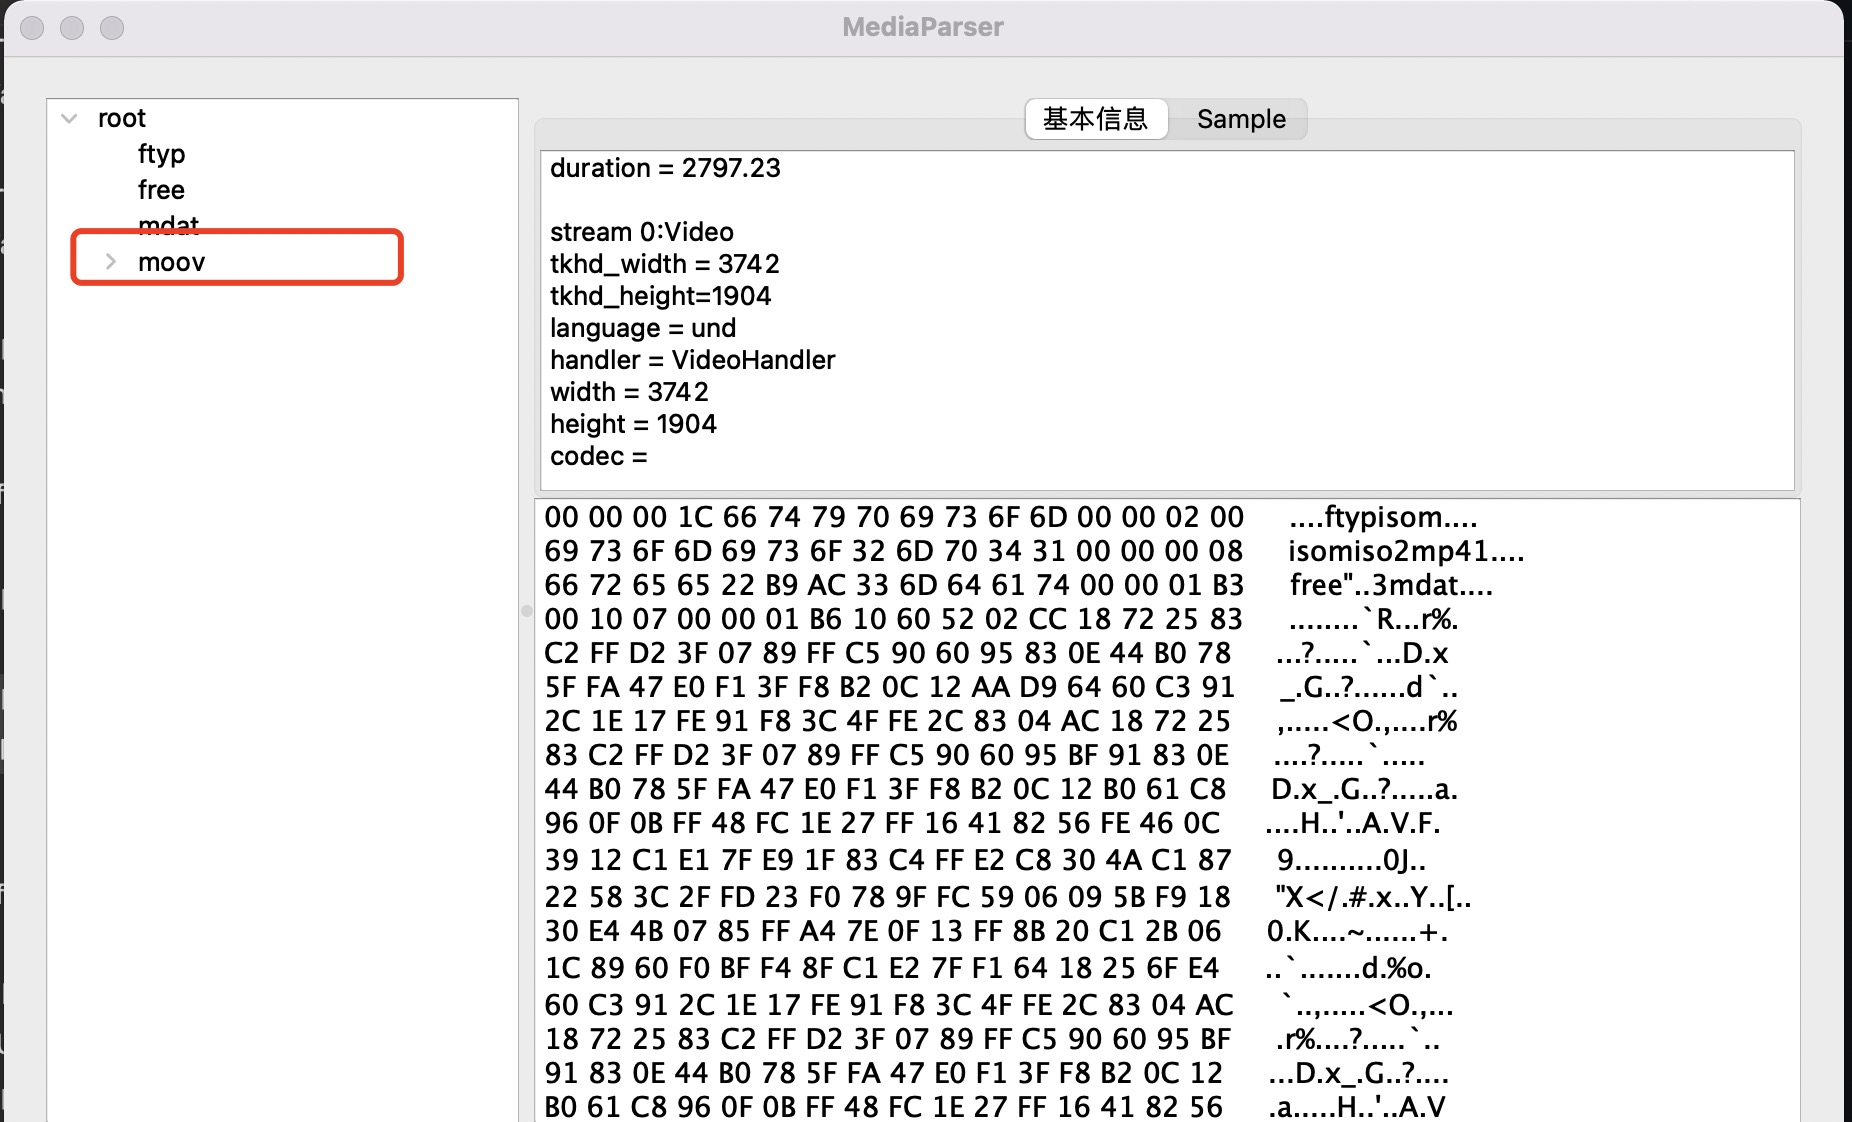 MediaParser
root
ftyp
free
mdat
moov
基本信息
Sample
duration = 2797.23
stream 0:Video
tkhd_width = 3742
tkhd_height=1904
language = und
handler = VideoHandler
width = 3742
height = 1904
codec =
00 00 00 1C 66 74 79 70 69 73 6F 6D 00 00 02 00 ....ftypisom....
69 73 6F 6D 69 73 6F 32 6D 70 34 31 00 00 00 08 isomiso2mp41....
66 72 65 65 22 B9 AC 33 6D 64 61 74 00 00 01 B3 free"..3mdat....
00 10 07 00 00 01 B6 10 60 52 02 CC 18 72 25 83 ........`R...r%.
C2 FF D2 3F 07 89 FF C5 90 60 95 83 0E 44 B0 78 ...?.....`...D.x
5F FA 47 E0 F1 3F F8 B2 0C 12 AA D9 64 60 C3 91 _.G..?......d`..
2C 1E 17 FE 91 F8 3C 4F FE 2C 83 04 AC 18 72 25 ,.....<O.,....r%
83 C2 FF D2 3F 07 89 FF C5 90 60 95 BF 91 83 0E ....?.....`.....
44 B0 78 5F FA 47 E0 F1 3F F8 B2 0C 12 B0 61 C8 D.x_.G..?.....a.
96 0F 0B FF 48 FC 1E 27 FF 16 41 82 56 FE 46 0C ....H..'..A.V.F.
39 12 C1 E1 7F E9 1F 83 C4 FF E2 C8 30 4A C1 87 9...........0J..
22 58 3C 2F FD 23 F0 78 9F FC 59 06 09 5B F9 18 "X</.#.x..Y..[..
30 E4 4B 07 85 FF A4 7E 0F 13 FF 8B 20 C1 2B 06 0.K....~......+.
1C 89 60 F0 BF F4 8F C1 E2 7F F1 64 18 25 6F E4 ..`.......d.%o.
60 C3 91 2C 1E 17 FE 91 F8 3C 4F FE 2C 83 04 AC `..,.....<O.,...
18 72 25 83 C2 FF D2 3F 07 89 FF C5 90 60 95 BF .r%....?.....`..
91 83 0E 44 B0 78 5F FA 47 E0 F1 3F F8 B2 0C 12 ...D.x_.G..?....
B0 61 C8 96 0F 0B FF 48 FC 1E 27 FF 16 41 82 56 .a.....H..'..A.V